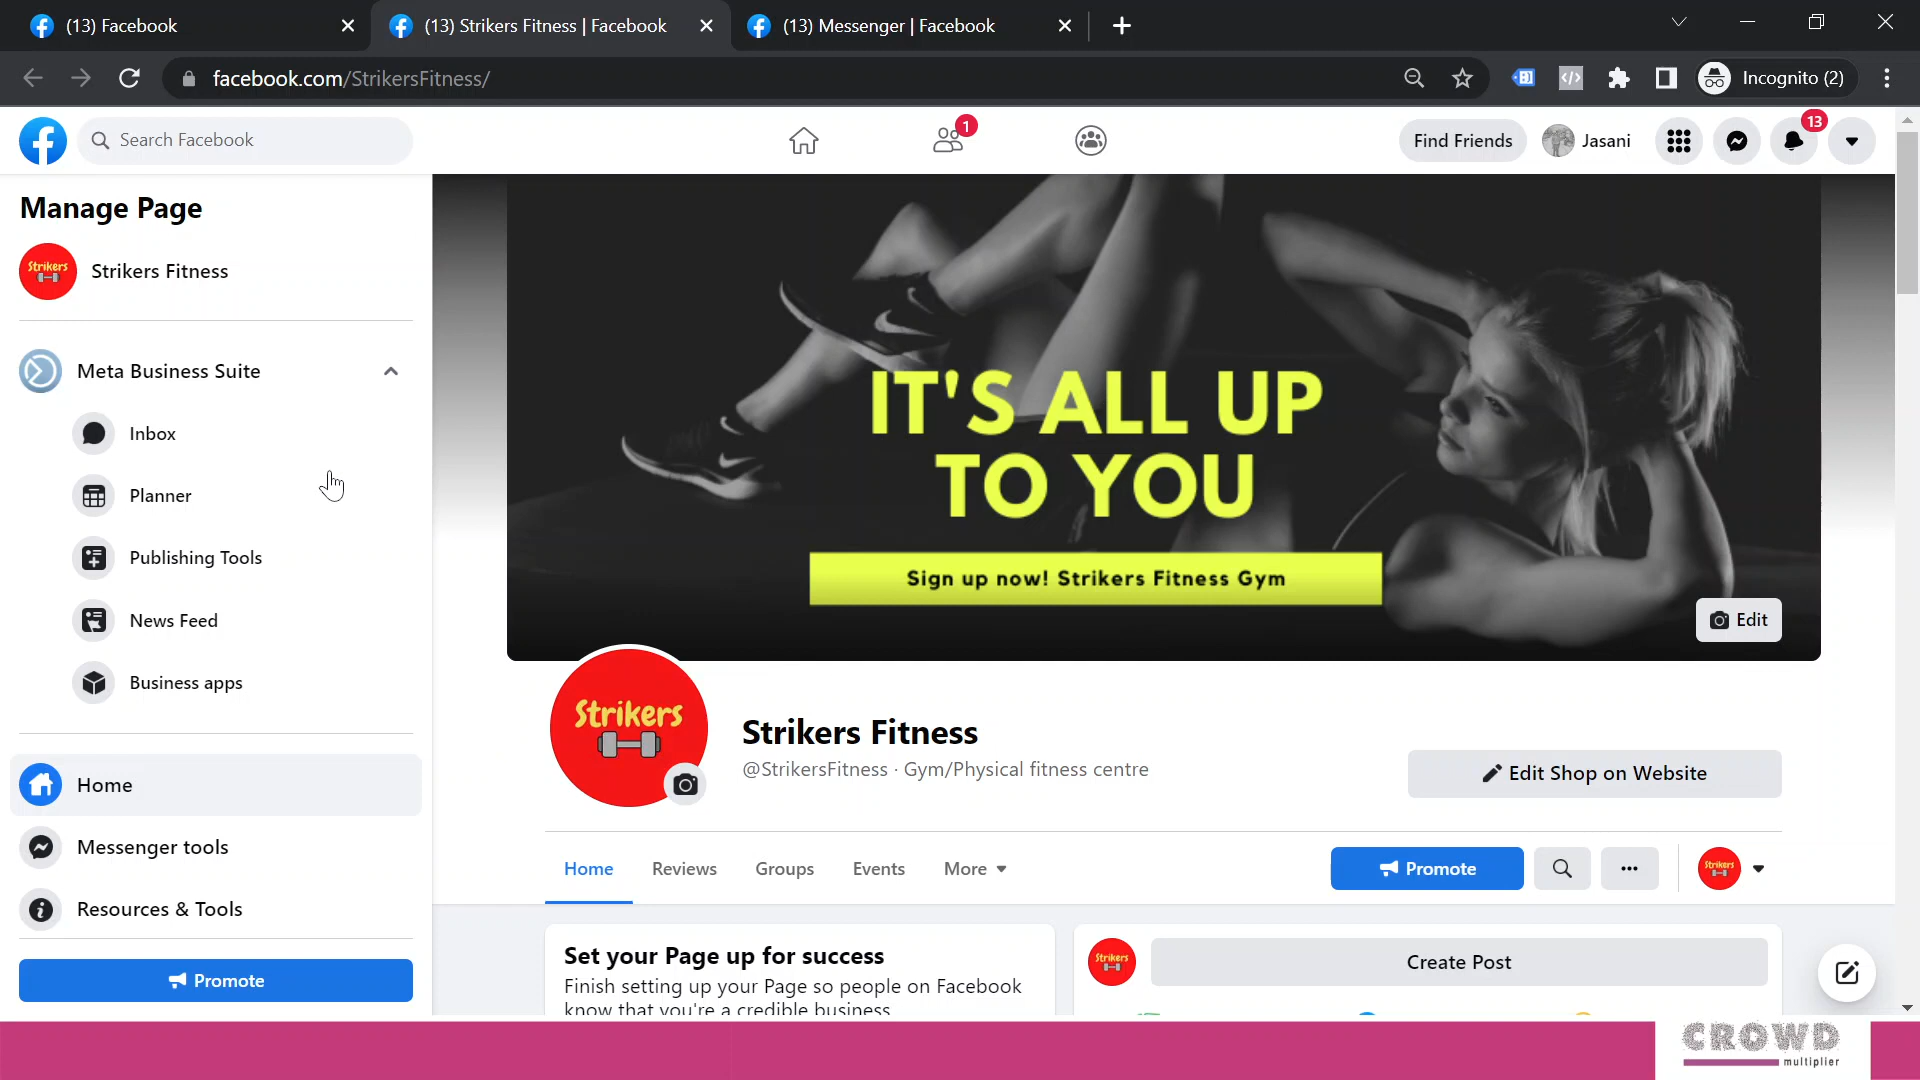 (13) Facebook
(13) Strikers Fitness | Facebook
(13) Messenger | Facebook
facebook.com/StrikersFitness/
Incognito (2)
Search Facebook
1
Find Friends
Jasani
13
Manage Page
Strikers
Strikers Fitness
Meta Business Suite
Inbox
Planner
Publishing Tools
News Feed
Business apps
Home
Messenger tools
Resources & Tools
Promote
IT'S ALL UP
TO YOU
Sign up now! Strikers Fitness Gym
Edit
Strikers
Strikers Fitness
@StrikersFitness · Gym/Physical fitness centre
Edit Shop on Website
Home
Reviews
Groups
Events
More
Promote
Strikers
Set your Page up for success
Finish setting up your Page so people on Facebook
know that you're a credible business.
Strikers
Create Post
CROWD
multiplier